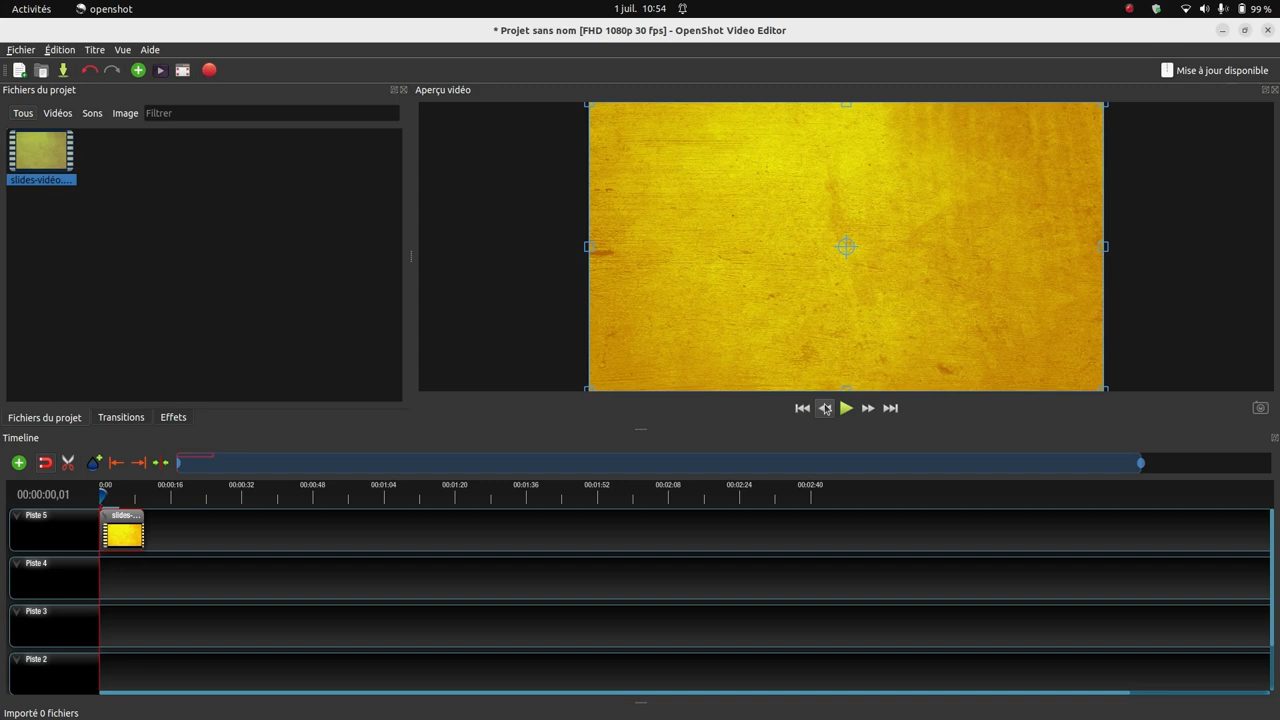 Activités openshot 1 juil. 10:54 99 %
* Projet sans nom [FHD 1080p 30 fps] - OpenShot Video Editor
Fichier Édition Titre Vue Aide
Mise à jour disponible
Fichiers du projet Aperçu vidéo
Tous Vidéos Sons Image Filtrer
slides-vidéo....
Fichiers du projet Transitions Effets
Timeline
00:00:00,01 0:00 00:00:16 00:00:32 00:00:48 00:01:04 00:01:20 00:01:36 00:01:52 00:02:08 00:02:24 00:02:40
Piste 5 slides-...
Piste 4
Piste 3
Piste 2
Importé 0 fichiers